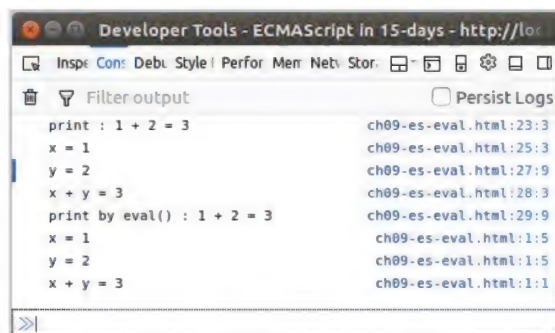 Developer Tools - ECMAScript in 15-days - http://loc
Inspe Cons Debu Style Perfor Mem Netv Stor
Filter output Persist Logs
print : 1 + 2 = 3 ch09-es-eval.html:23:3
x = 1 ch09-es-eval.html:25:3
y = 2 ch09-es-eval.html:27:9
x + y = 3 ch09-es-eval.html:28:3
print by eval() : 1 + 2 = 3 ch09-es-eval.html:29:9
x = 1 ch09-es-eval.html:1:5
y = 2 ch09-es-eval.html:1:5
x + y = 3 ch09-es-eval.html:1:1